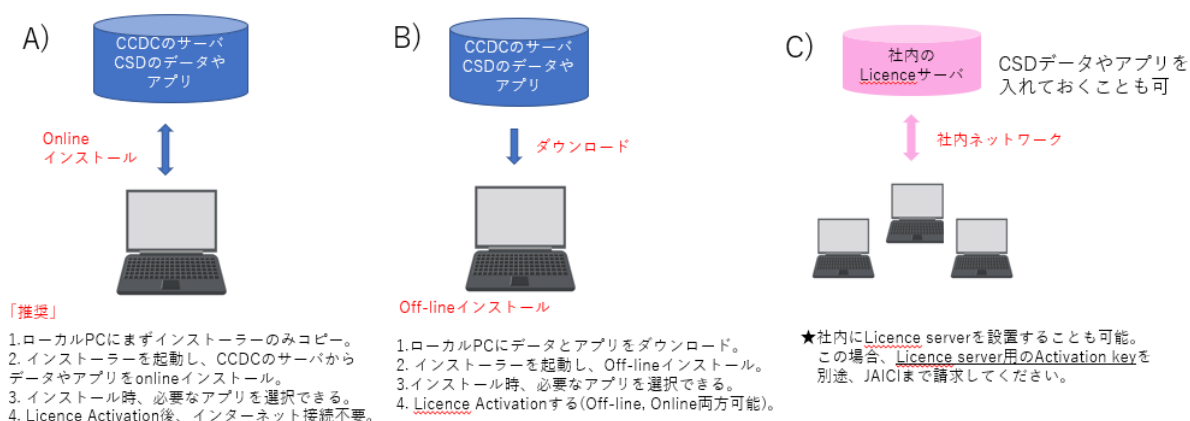 A)
CCDCのサーバ
CSDのデータや
アプリ
Online
インストール
「推奨」
1.ローカルPCにまずインストーラーのみコピー。
2. インストーラーを起動し、CCDCのサーバから
データやアプリをonlineインストール。
3. インストール時、必要なアプリを選択できる。
4. Licence Activation後、インターネット接続不要。
B)
CCDCのサーバ
CSDのデータや
アプリ
ダウンロード
Off-lineインストール
1.ローカルPCにデータとアプリをダウンロード。
2. インストーラーを起動し、Off-lineインストール。
3.インストール時、必要なアプリを選択できる。
4. Licence Activationする(Off-line, Online両方可能)。
C)
社内の
Licenceサーバ
CSDデータやアプリを
入れておくことも可
社内ネットワーク
★社内にLicence serverを設置することも可能。
この場合、Licence server用のActivation keyを
別途、JAICIまで請求してください。